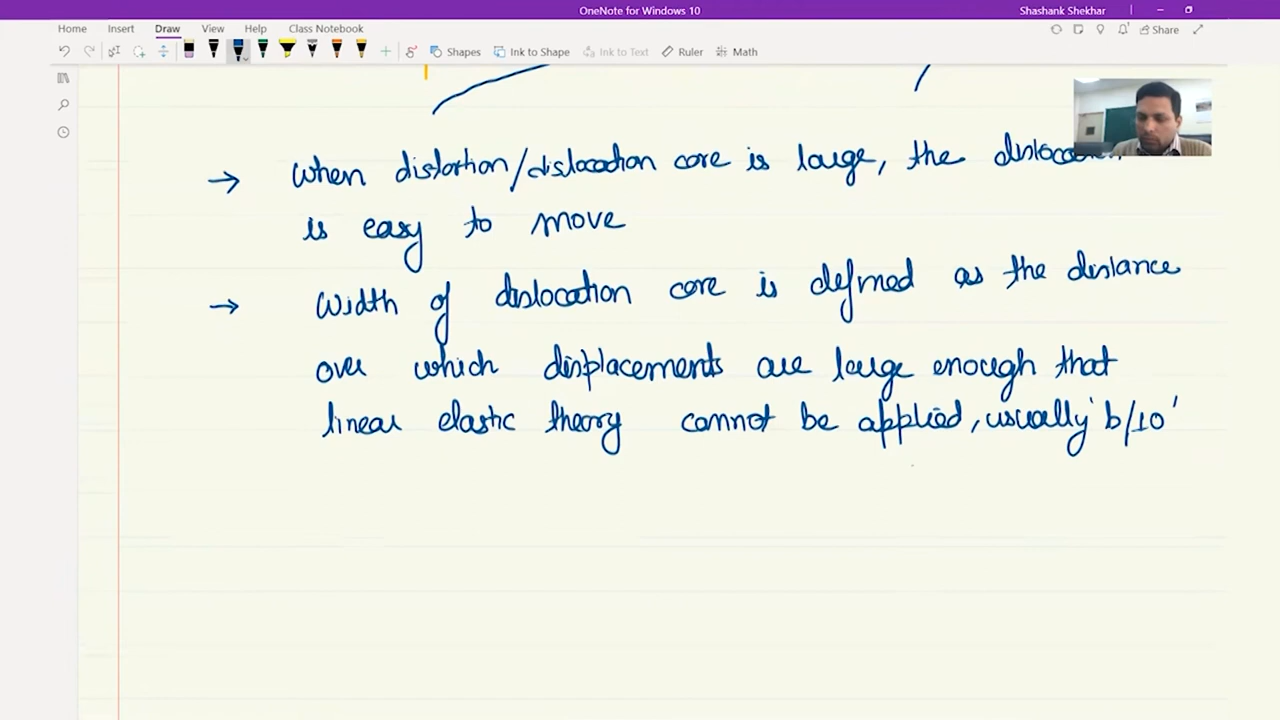 OneNote for Windows 10
Shashank Shekhar
Home Insert Draw View Help Class Notebook
Shapes Ink to Shape Ink to Text Ruler Math
Share
→ When distortion/dislocation core is large, the
is easy to move
→ Width of dislocation core is defined as the distance
over which displacements are large enough that
linear elastic theory cannot be applied, usually 'b/10'